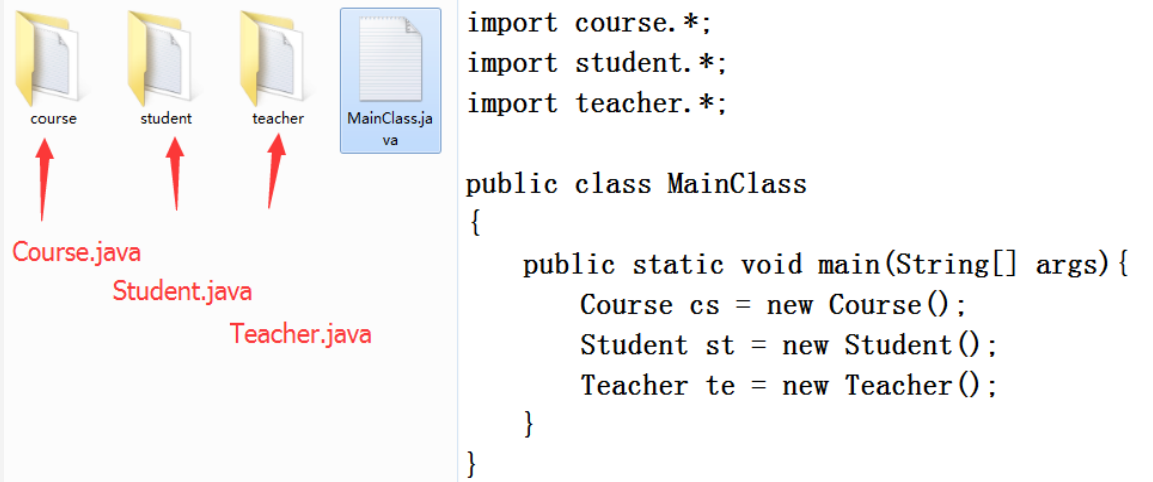 course
student
teacher
MainClass.ja
va
Course.java
Student.java
Teacher.java
import course.*;
import student.*;
import teacher.*;
public class MainClass
{
public static void main(String[] args){
Course cs = new Course();
Student st = new Student();
Teacher te = new Teacher();
}
}